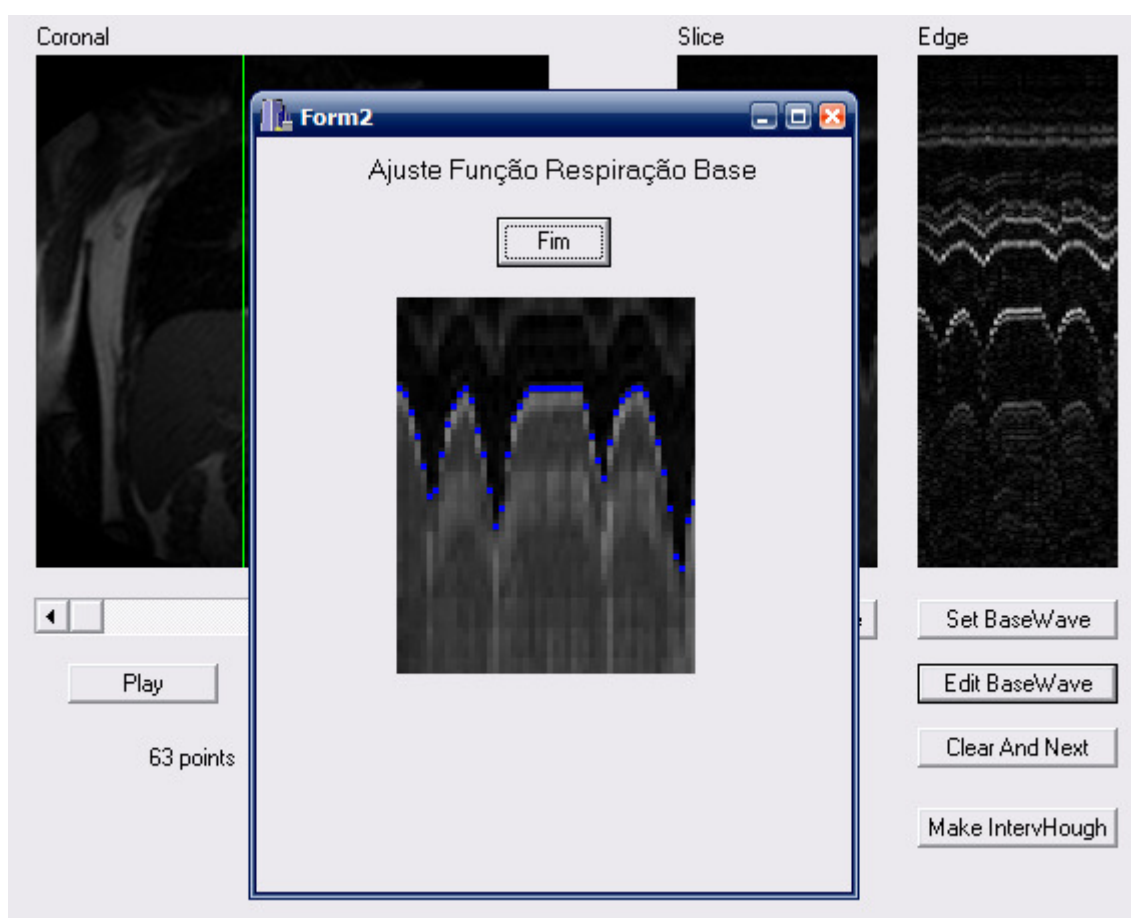 Coronal
Slice
Edge
Form2
Ajuste Função Respiração Base
Fim
Play
63 points
Set BaseWave
Edit BaseWave
Clear And Next
Make IntervHough